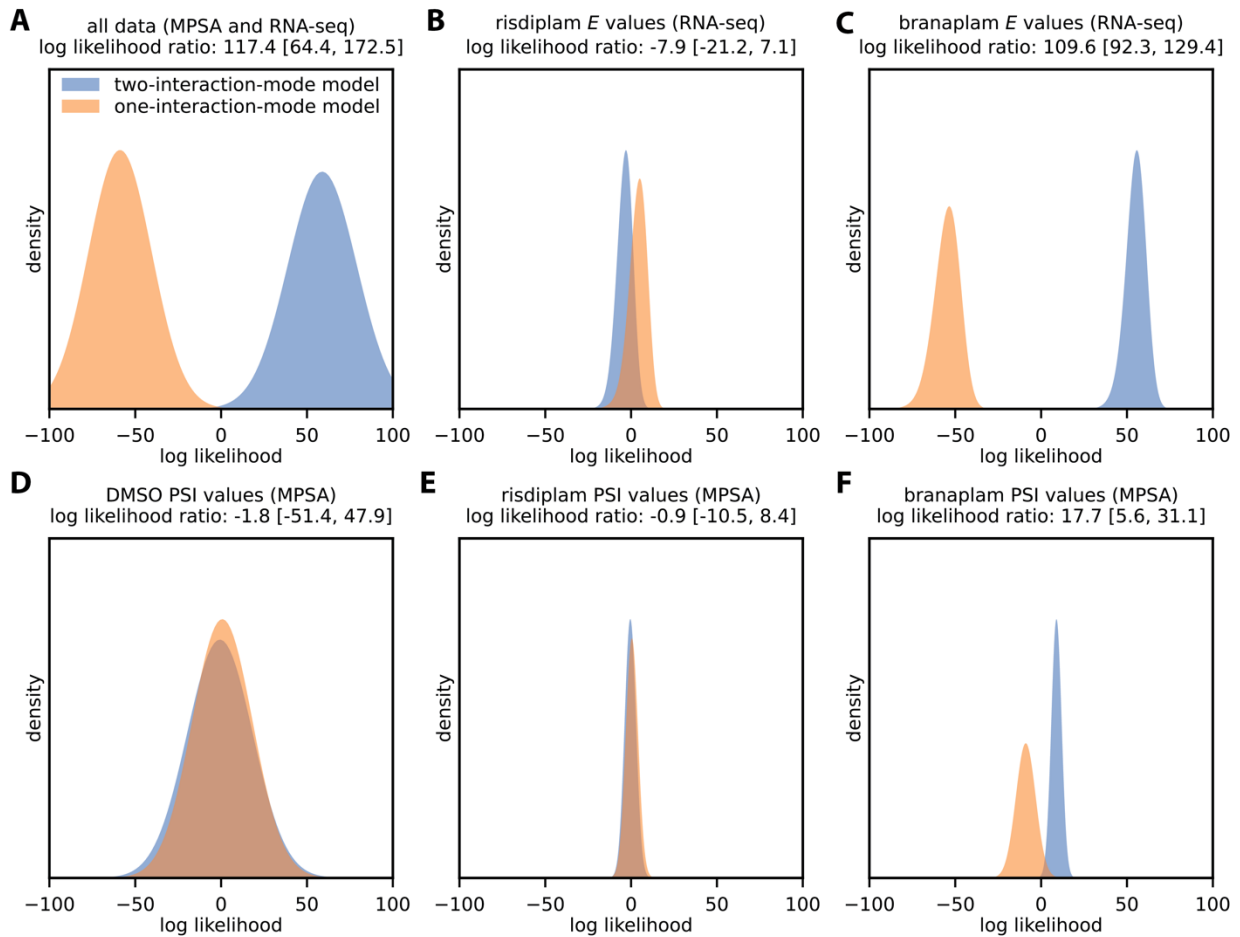 A
all data (MPSA and RNA-seq)
log likelihood ratio: 117.4 [64.4, 172.5]
two-interaction-mode model
one-interaction-mode model
density
−100 −50 0 50 100
log likelihood
B
risdiplam E values (RNA-seq)
log likelihood ratio: -7.9 [-21.2, 7.1]
density
−100 −50 0 50 100
log likelihood
C
branaplam E values (RNA-seq)
log likelihood ratio: 109.6 [92.3, 129.4]
density
−100 −50 0 50 100
log likelihood
D
DMSO PSI values (MPSA)
log likelihood ratio: -1.8 [-51.4, 47.9]
density
−100 −50 0 50 100
log likelihood
E
risdiplam PSI values (MPSA)
log likelihood ratio: -0.9 [-10.5, 8.4]
density
−100 −50 0 50 100
log likelihood
F
branaplam PSI values (MPSA)
log likelihood ratio: 17.7 [5.6, 31.1]
density
−100 −50 0 50 100
log likelihood